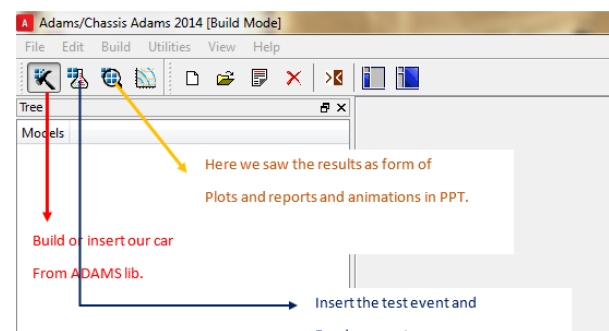 Adams/Chassis Adams 2014 [Build Mode]
File Edit Build Utilities View Help
Tree
Models
Here we saw the results as form of
Plots and reports and animations in PPT.
Build or insert our car
From ADAMS lib.
Insert the test event and